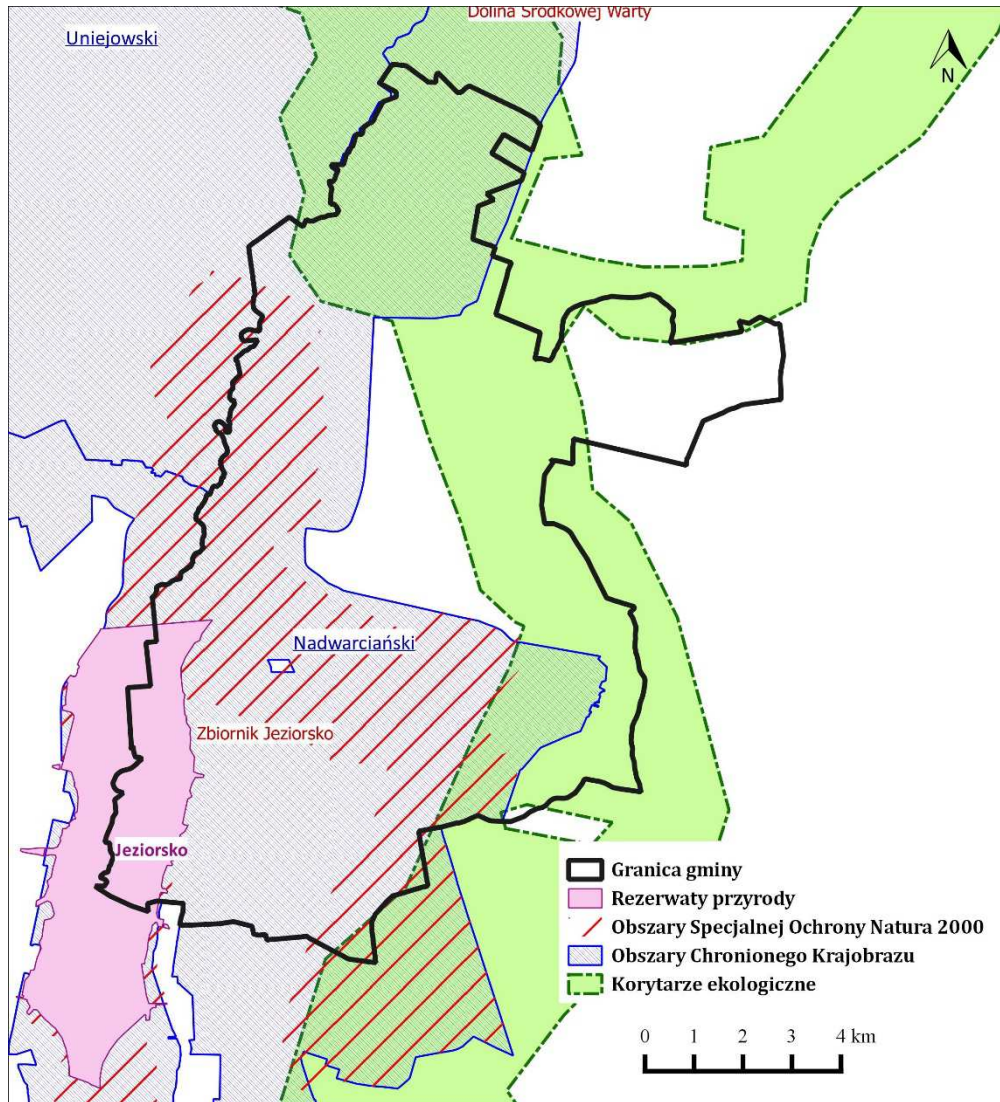 Dolina Środkowej Warty
Uniejowski
N
Nadwarciański
Zbiornik Jeziorsko
Jeziorsko
Granica gminy
Rezerwaty przyrody
Obszary Specjalnej Ochrony Natura 2000
Obszary Chronionego Krajobrazu
Korytarze ekologiczne
0 1 2 3 4 km